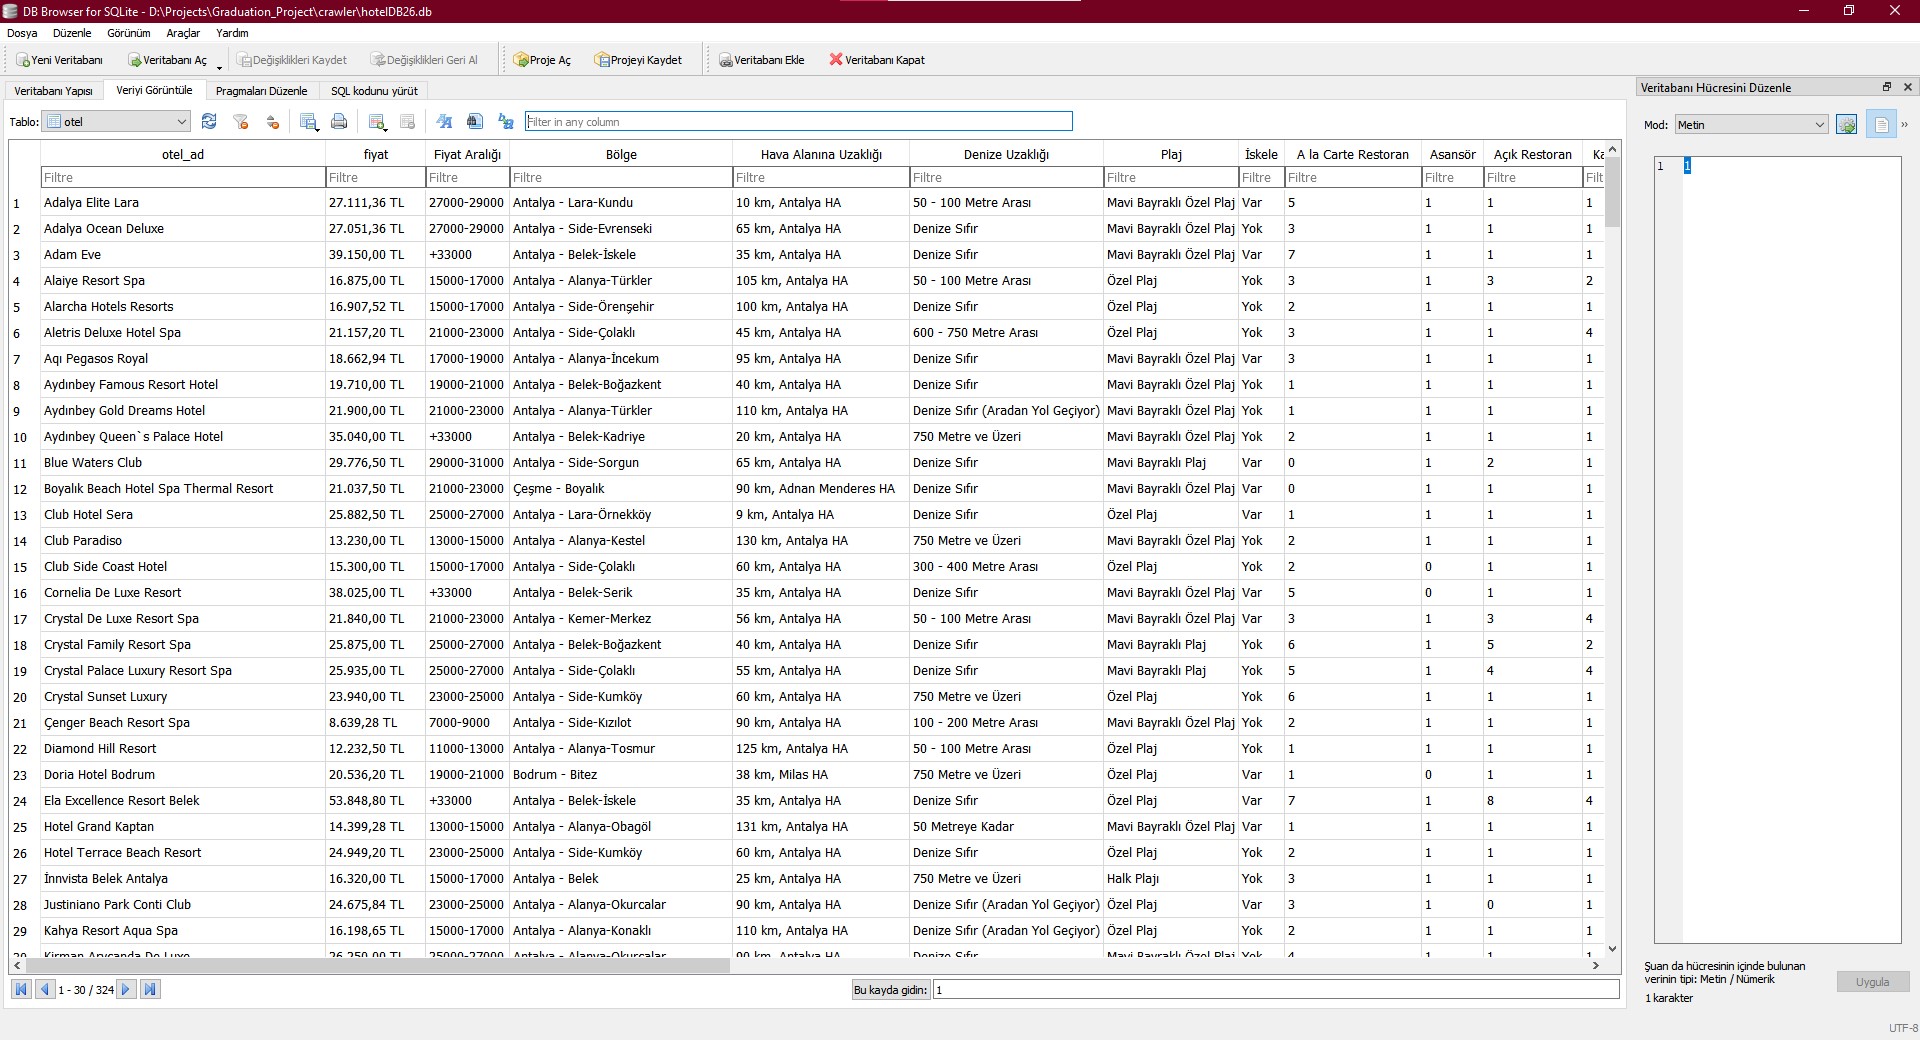 DB Browser for SQLite - D:\Projects\Graduation_Project\crawler\hotelDB26.db
Dosya Düzenle Görünüm Araçlar Yardım
Yeni Veritabanı Veritabanı Aç Değişiklikleri Kaydet Değişiklikleri Geri Al Proje Aç Projeyi Kaydet Veritabanı Ekle Veritabanı Kapat
Veritabanı Yapısı Veriyi Görüntüle Pragmaları Düzenle SQL kodunu yürüt
Tablo: otel Filter in any column
otel_ad fiyat Fiyat Aralığı Bölge Hava Alanına Uzaklığı Denize Uzaklığı Plaj İskele A la Carte Restoran Asansör Açık Restoran Ka
Filtre Filtre Filtre Filtre Filtre Filtre Filtre Filtre Filtre Filtre Filtre Filt
1 Adalya Elite Lara 27.111,36 TL 27000-29000 Antalya - Lara-Kundu 10 km, Antalya HA 50 - 100 Metre Arası Mavi Bayraklı Özel Plaj Var 5 1 1 1
2 Adalya Ocean Deluxe 27.051,36 TL 27000-29000 Antalya - Side-Evrenseki 65 km, Antalya HA Denize Sıfır Mavi Bayraklı Özel Plaj Yok 3 1 1 1
3 Adam Eve 39.150,00 TL +33000 Antalya - Belek-İskele 35 km, Antalya HA Denize Sıfır Mavi Bayraklı Özel Plaj Var 7 1 1 1
4 Alaiye Resort Spa 16.875,00 TL 15000-17000 Antalya - Alanya-Türkler 105 km, Antalya HA 50 - 100 Metre Arası Özel Plaj Yok 3 1 3 2
5 Alarcha Hotels Resorts 16.907,52 TL 15000-17000 Antalya - Side-Örenşehir 100 km, Antalya HA Denize Sıfır Özel Plaj Yok 2 1 1 1
6 Aletris Deluxe Hotel Spa 21.157,20 TL 21000-23000 Antalya - Side-Çolaklı 45 km, Antalya HA 600 - 750 Metre Arası Özel Plaj Yok 3 1 1 4
7 Aqı Pegasos Royal 18.662,94 TL 17000-19000 Antalya - Alanya-İncekum 95 km, Antalya HA Denize Sıfır Mavi Bayraklı Özel Plaj Var 3 1 1 1
8 Aydınbey Famous Resort Hotel 19.710,00 TL 19000-21000 Antalya - Belek-Boğazkent 40 km, Antalya HA Denize Sıfır Mavi Bayraklı Özel Plaj Yok 1 1 1 1
9 Aydınbey Gold Dreams Hotel 21.900,00 TL 21000-23000 Antalya - Alanya-Türkler 110 km, Antalya HA Denize Sıfır (Aradan Yol Geçiyor) Mavi Bayraklı Özel Plaj Yok 1 1 1 1
10 Aydınbey Queen`s Palace Hotel 35.040,00 TL +33000 Antalya - Belek-Kadriye 20 km, Antalya HA 750 Metre ve Üzeri Mavi Bayraklı Özel Plaj Yok 2 1 1 1
11 Blue Waters Club 29.776,50 TL 29000-31000 Antalya - Side-Sorgun 65 km, Antalya HA Denize Sıfır Mavi Bayraklı Plaj Var 0 1 2 1
12 Boyalık Beach Hotel Spa Thermal Resort 21.037,50 TL 21000-23000 Çeşme - Boyalık 90 km, Adnan Menderes HA Denize Sıfır Mavi Bayraklı Özel Plaj Var 0 1 1 1
13 Club Hotel Sera 25.882,50 TL 25000-27000 Antalya - Lara-Örnekköy 9 km, Antalya HA Denize Sıfır Özel Plaj Var 1 1 1 1
14 Club Paradiso 13.230,00 TL 13000-15000 Antalya - Alanya-Kestel 130 km, Antalya HA 750 Metre ve Üzeri Mavi Bayraklı Özel Plaj Yok 2 1 1 1
15 Club Side Coast Hotel 15.300,00 TL 15000-17000 Antalya - Side-Çolaklı 60 km, Antalya HA 300 - 400 Metre Arası Özel Plaj Yok 2 0 1 1
16 Cornelia De Luxe Resort 38.025,00 TL +33000 Antalya - Belek-Serik 35 km, Antalya HA Denize Sıfır Mavi Bayraklı Özel Plaj Var 5 0 1 1
17 Crystal De Luxe Resort Spa 21.840,00 TL 21000-23000 Antalya - Kemer-Merkez 56 km, Antalya HA 50 - 100 Metre Arası Mavi Bayraklı Özel Plaj Var 3 1 3 4
18 Crystal Family Resort Spa 25.875,00 TL 25000-27000 Antalya - Belek-Boğazkent 40 km, Antalya HA Denize Sıfır Mavi Bayraklı Plaj Yok 6 1 5 2
19 Crystal Palace Luxury Resort Spa 25.935,00 TL 25000-27000 Antalya - Side-Çolaklı 55 km, Antalya HA Denize Sıfır Mavi Bayraklı Plaj Yok 5 1 4 4
20 Crystal Sunset Luxury 23.940,00 TL 23000-25000 Antalya - Side-Kumköy 60 km, Antalya HA 750 Metre ve Üzeri Özel Plaj Yok 6 1 1 1
21 Çenger Beach Resort Spa 8.639,28 TL 7000-9000 Antalya - Side-Kızılot 90 km, Antalya HA 100 - 200 Metre Arası Mavi Bayraklı Özel Plaj Yok 2 1 1 1
22 Diamond Hill Resort 12.232,50 TL 11000-13000 Antalya - Alanya-Tosmur 125 km, Antalya HA 50 - 100 Metre Arası Özel Plaj Yok 1 1 1 1
23 Doria Hotel Bodrum 20.536,20 TL 19000-21000 Bodrum - Bitez 38 km, Milas HA 750 Metre ve Üzeri Özel Plaj Var 1 0 1 1
24 Ela Excellence Resort Belek 53.848,80 TL +33000 Antalya - Belek-İskele 35 km, Antalya HA Denize Sıfır Özel Plaj Var 7 1 8 4
25 Hotel Grand Kaptan 14.399,28 TL 13000-15000 Antalya - Alanya-Obagöl 131 km, Antalya HA 50 Metreye Kadar Mavi Bayraklı Özel Plaj Var 1 1 1 1
26 Hotel Terrace Beach Resort 24.949,20 TL 23000-25000 Antalya - Side-Kumköy 60 km, Antalya HA Denize Sıfır Özel Plaj Yok 2 1 1 1
27 İnnvista Belek Antalya 16.320,00 TL 15000-17000 Antalya - Belek 25 km, Antalya HA 750 Metre ve Üzeri Halk Plajı Yok 3 1 1 1
28 Justiniano Park Conti Club 24.675,84 TL 23000-25000 Antalya - Alanya-Okurcalar 90 km, Antalya HA Denize Sıfır (Aradan Yol Geçiyor) Özel Plaj Var 3 1 0 1
29 Kahya Resort Aqua Spa 16.198,65 TL 15000-17000 Antalya - Alanya-Konaklı 110 km, Antalya HA Denize Sıfır (Aradan Yol Geçiyor) Özel Plaj Yok 2 1 1 1
Kirman Arycanda De Luxe 26.250,00 TL 25000-27000 Antalya - Alanya-Okurcalar 90 km, Antalya HA Denize Sıfır Mavi Bayraklı Özel Plaj Yok 4 1 1 1
1 - 30 / 324 Bu kayda gidin: 1
Veritabanı Hücresini Düzenle
Mod: Metin
1 1
Şuan da hücresinin içinde bulunan
verinin tipi: Metin / Nümerik
1 karakter
Uygula
UTF-8